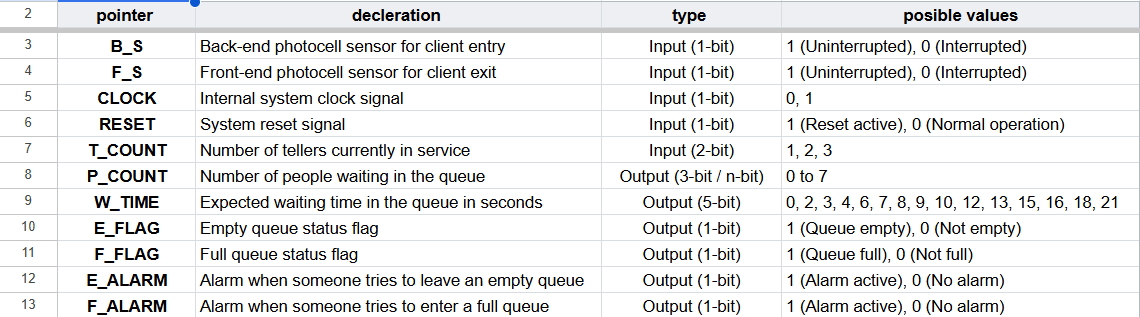 2 pointer decleration type posible values
3 B_S Back-end photocell sensor for client entry Input (1-bit) 1 (Uninterrupted), 0 (Interrupted)
4 F_S Front-end photocell sensor for client exit Input (1-bit) 1 (Uninterrupted), 0 (Interrupted)
5 CLOCK Internal system clock signal Input (1-bit) 0, 1
6 RESET System reset signal Input (1-bit) 1 (Reset active), 0 (Normal operation)
7 T_COUNT Number of tellers currently in service Input (2-bit) 1, 2, 3
8 P_COUNT Number of people waiting in the queue Output (3-bit / n-bit) 0 to 7
9 W_TIME Expected waiting time in the queue in seconds Output (5-bit) 0, 2, 3, 4, 6, 7, 8, 9, 10, 12, 13, 15, 16, 18, 21
10 E_FLAG Empty queue status flag Output (1-bit) 1 (Queue empty), 0 (Not empty)
11 F_FLAG Full queue status flag Output (1-bit) 1 (Queue full), 0 (Not full)
12 E_ALARM Alarm when someone tries to leave an empty queue Output (1-bit) 1 (Alarm active), 0 (No alarm)
13 F_ALARM Alarm when someone tries to enter a full queue Output (1-bit) 1 (Alarm active), 0 (No alarm)